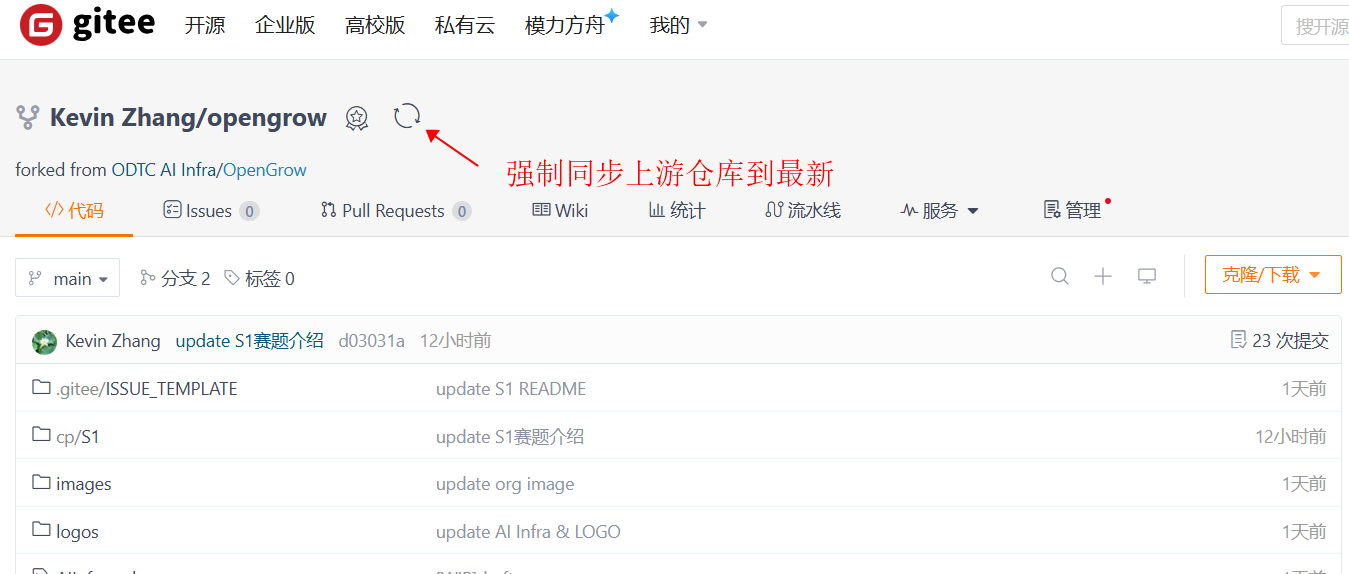 gitee 开源 企业版 高校版 私有云 模力方舟 我的
搜开源
Kevin Zhang/opengrow
forked from ODTC AI Infra/OpenGrow
强制同步上游仓库到最新
代码 Issues 0 Pull Requests 0 Wiki 统计 流水线 服务 管理
main 分支 2 标签 0 克隆/下载
Kevin Zhang update S1赛题介绍 d03031a 12小时前 23 次提交
.gitee/ISSUE_TEMPLATE update S1 README 1天前
cp/S1 update S1赛题介绍 12小时前
images update org image 1天前
logos update AI Infra & LOGO 1天前